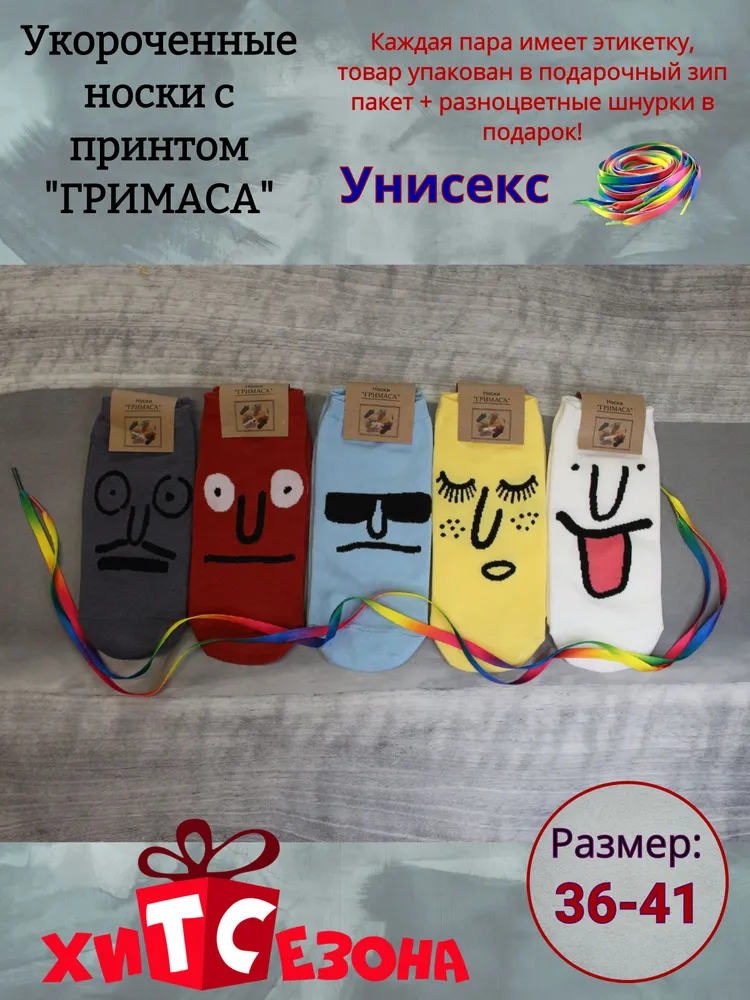 Укороченные
носки с
принтом
"ГРИМАСА"
Каждая пара имеет этикетку,
товар упакован в подарочный зип
пакет + разноцветные шнурки в
подарок!
Унисекс
Носки
"ГРИМАСА"
Носки
"ГРИМАСА"
Носки
"ГРИМАСА"
Носки
"ГРИМАСА"
Носки
"ГРИМАСА"
Размер:
36-41
ХИТ СЕЗОНА